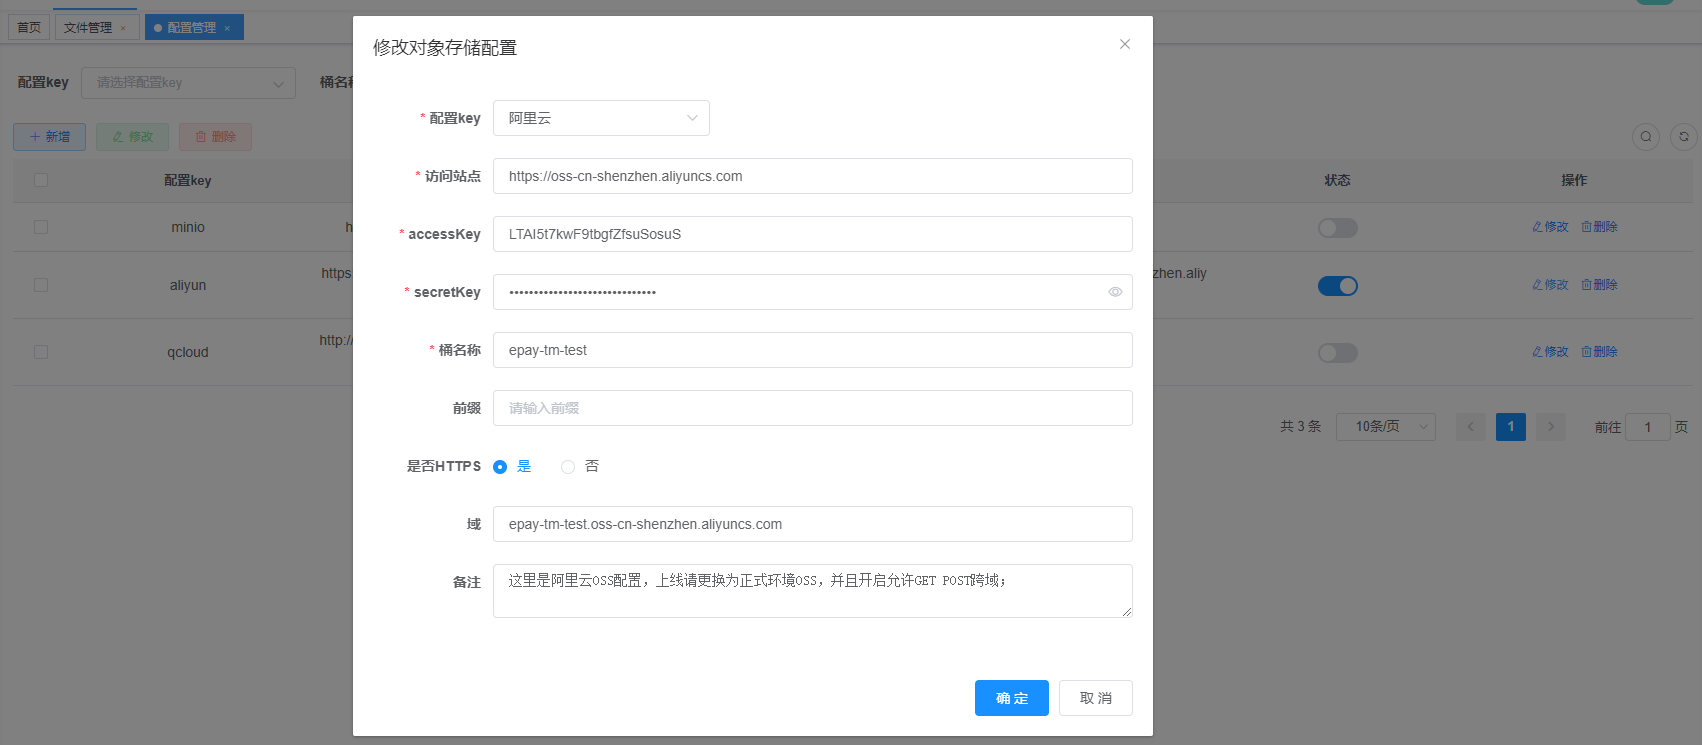 首页
文件管理 ×
配置管理 ×
修改对象存储配置
配置key
请选择配置key
桶名
+ 新增
修改
删除
* 配置key
阿里云
* 访问站点
https://oss-cn-shenzhen.aliyuncs.com
* accessKey
LTAI5t7kwF9tbgfZfsuSosuS
* secretKey
••••••••••••••••••••••••••••••
* 桶名称
epay-tm-test
前缀
请输入前缀
是否HTTPS
是
否
域
epay-tm-test.oss-cn-shenzhen.aliyuncs.com
备注
这里是阿里云OSS配置，上线请更换为正式环境OSS，并且开启允许GET POST跨域；
确 定
取 消
配置key
状态
操作
minio
h
修改
删除
aliyun
https
zhen.aliy
修改
删除
qcloud
http:/
修改
删除
共 3 条
10条/页
1
前往
1
页